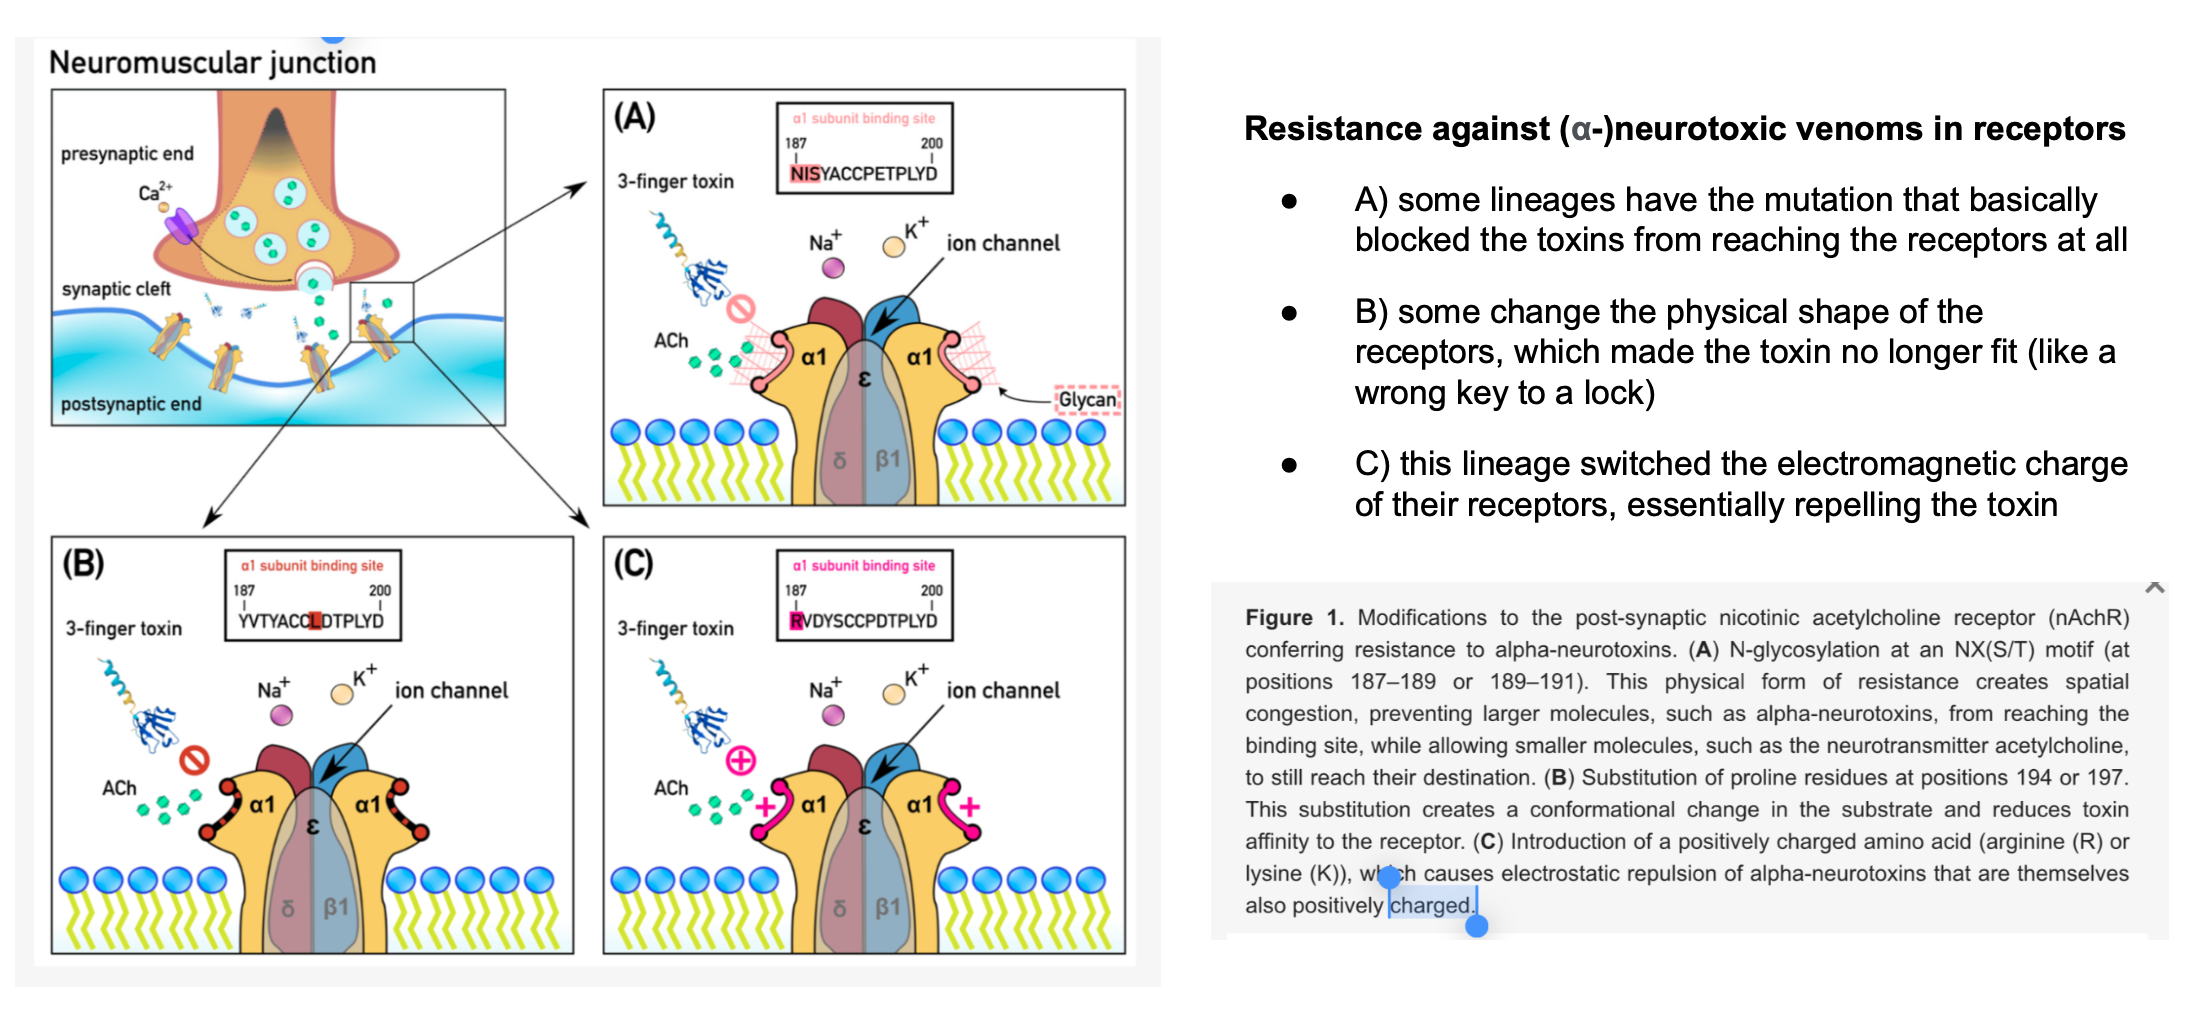 Neuromuscular junction
presynaptic end
Ca2+
synaptic cleft
postsynaptic end
(A)
α1 subunit binding site
187 200
NISYACCPETPLYD
3-finger toxin
Na+
K+
ion channel
ACh
α1
α1
ε
Glycan
δ
β1
(B)
α1 subunit binding site
187 200
YVTYACCLDTPLYD
3-finger toxin
Na+
K+
ion channel
ACh
α1
α1
ε
δ
β1
(C)
α1 subunit binding site
187 200
RVDYSCCPDTPLYD
3-finger toxin
Na+
K+
ion channel
ACh
+
α1
α1
+
ε
δ
β1
Resistance against (α-)neurotoxic venoms in receptors
● A) some lineages have the mutation that basically
blocked the toxins from reaching the receptors at all
● B) some change the physical shape of the
receptors, which made the toxin no longer fit (like a
wrong key to a lock)
● C) this lineage switched the electromagnetic charge
of their receptors, essentially repelling the toxin
Figure 1. Modifications to the post-synaptic nicotinic acetylcholine receptor (nAchR)
conferring resistance to alpha-neurotoxins. (A) N-glycosylation at an NX(S/T) motif (at
positions 187–189 or 189–191). This physical form of resistance creates spatial
congestion, preventing larger molecules, such as alpha-neurotoxins, from reaching the
binding site, while allowing smaller molecules, such as the neurotransmitter acetylcholine,
to still reach their destination. (B) Substitution of proline residues at positions 194 or 197.
This substitution creates a conformational change in the substrate and reduces toxin
affinity to the receptor. (C) Introduction of a positively charged amino acid (arginine (R) or
lysine (K)), which causes electrostatic repulsion of alpha-neurotoxins that are themselves
also positively charged.